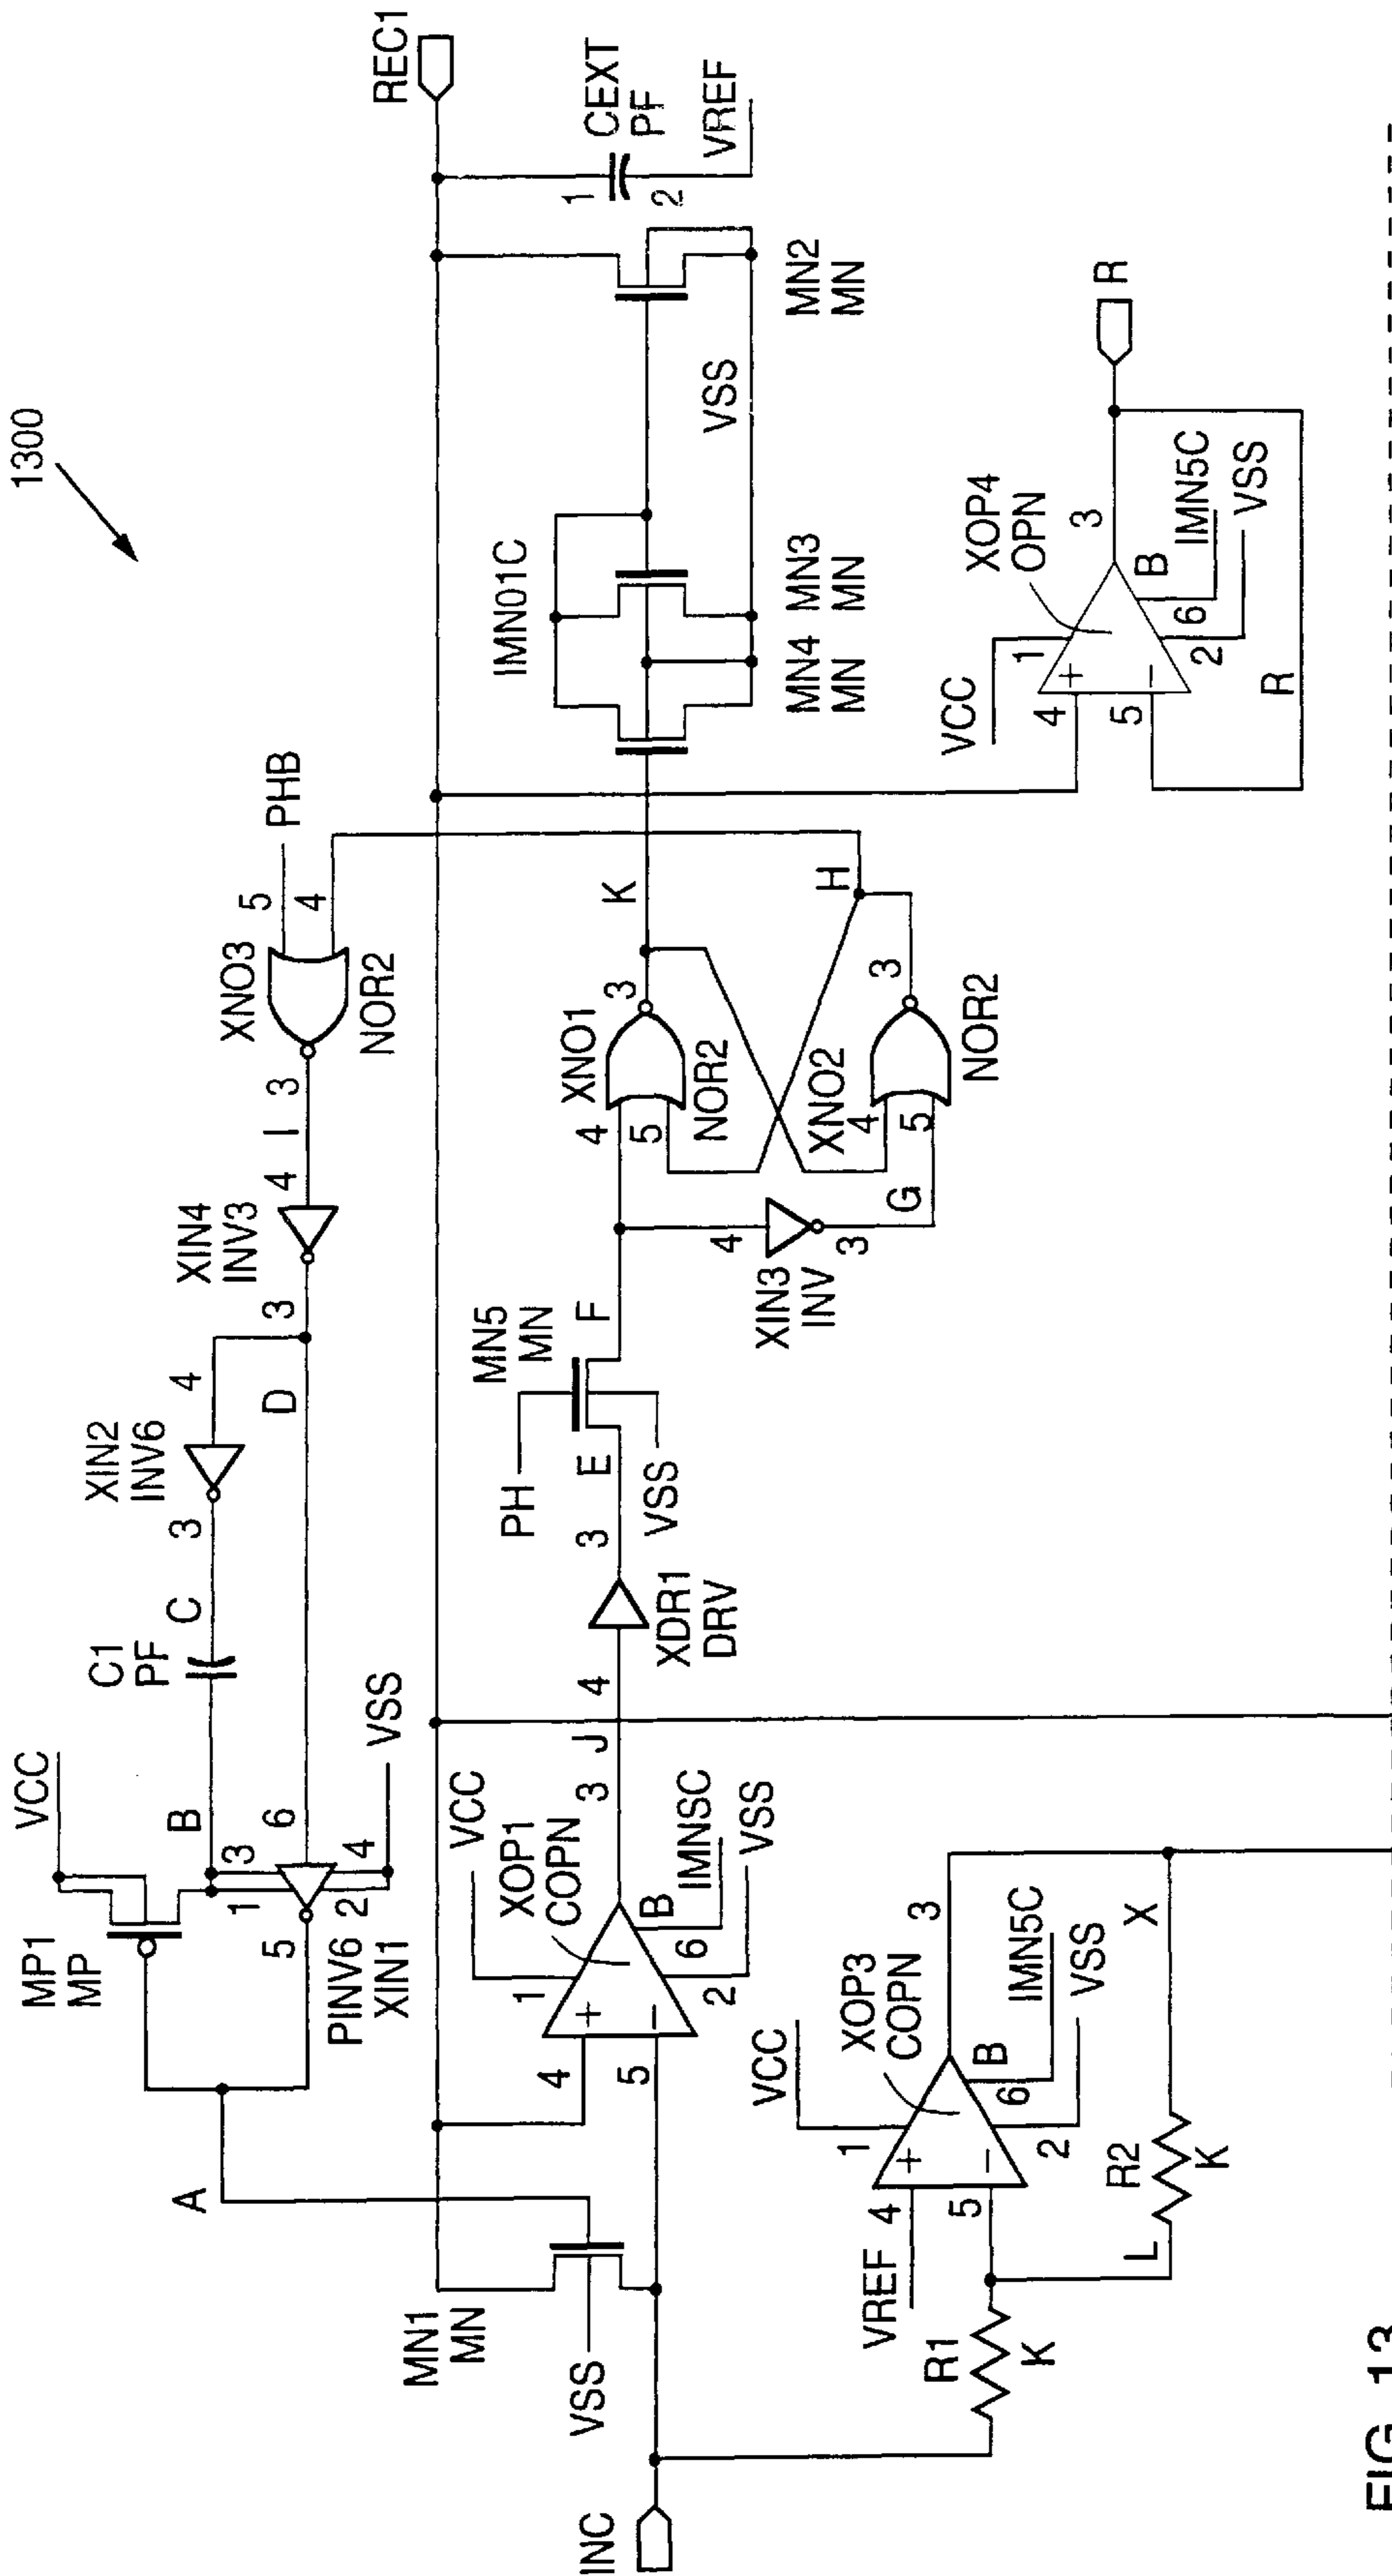 1300
REC1
MP1
MP
VCC
B
3
1
6
5
2
4
PINV6
XIN1
VSS
A
C1
PF
C
3
XIN2
INV6
4
D
3
XIN4
INV3
4
I
3
XNO3
NOR2
5
4
PHB
MN1
MN
VSS
INC
4
5
+
−
1
VCC
XOP1
COPN
2
6
B
IMNSC
VSS
3
J
4
XDR1
DRV
3
E
PH
VSS
MN5
MN
F
4
XIN3
INV
3
G
XNO1
4
5
3
NOR2
XNO2
4
5
3
NOR2
K
H
IMN01C
MN4
MN
MN3
MN
VSS
MN2
MN
CEXT
PF
1
2
VREF
R1
K
VREF
4
5
+
−
1
VCC
XOP3
COPN
2
6
B
IMN5C
VSS
3
L
R2
K
X
VCC
4
5
+
−
1
XOP4
OPN
2
6
B
IMN5C
VSS
3
R
R
FIG. 13